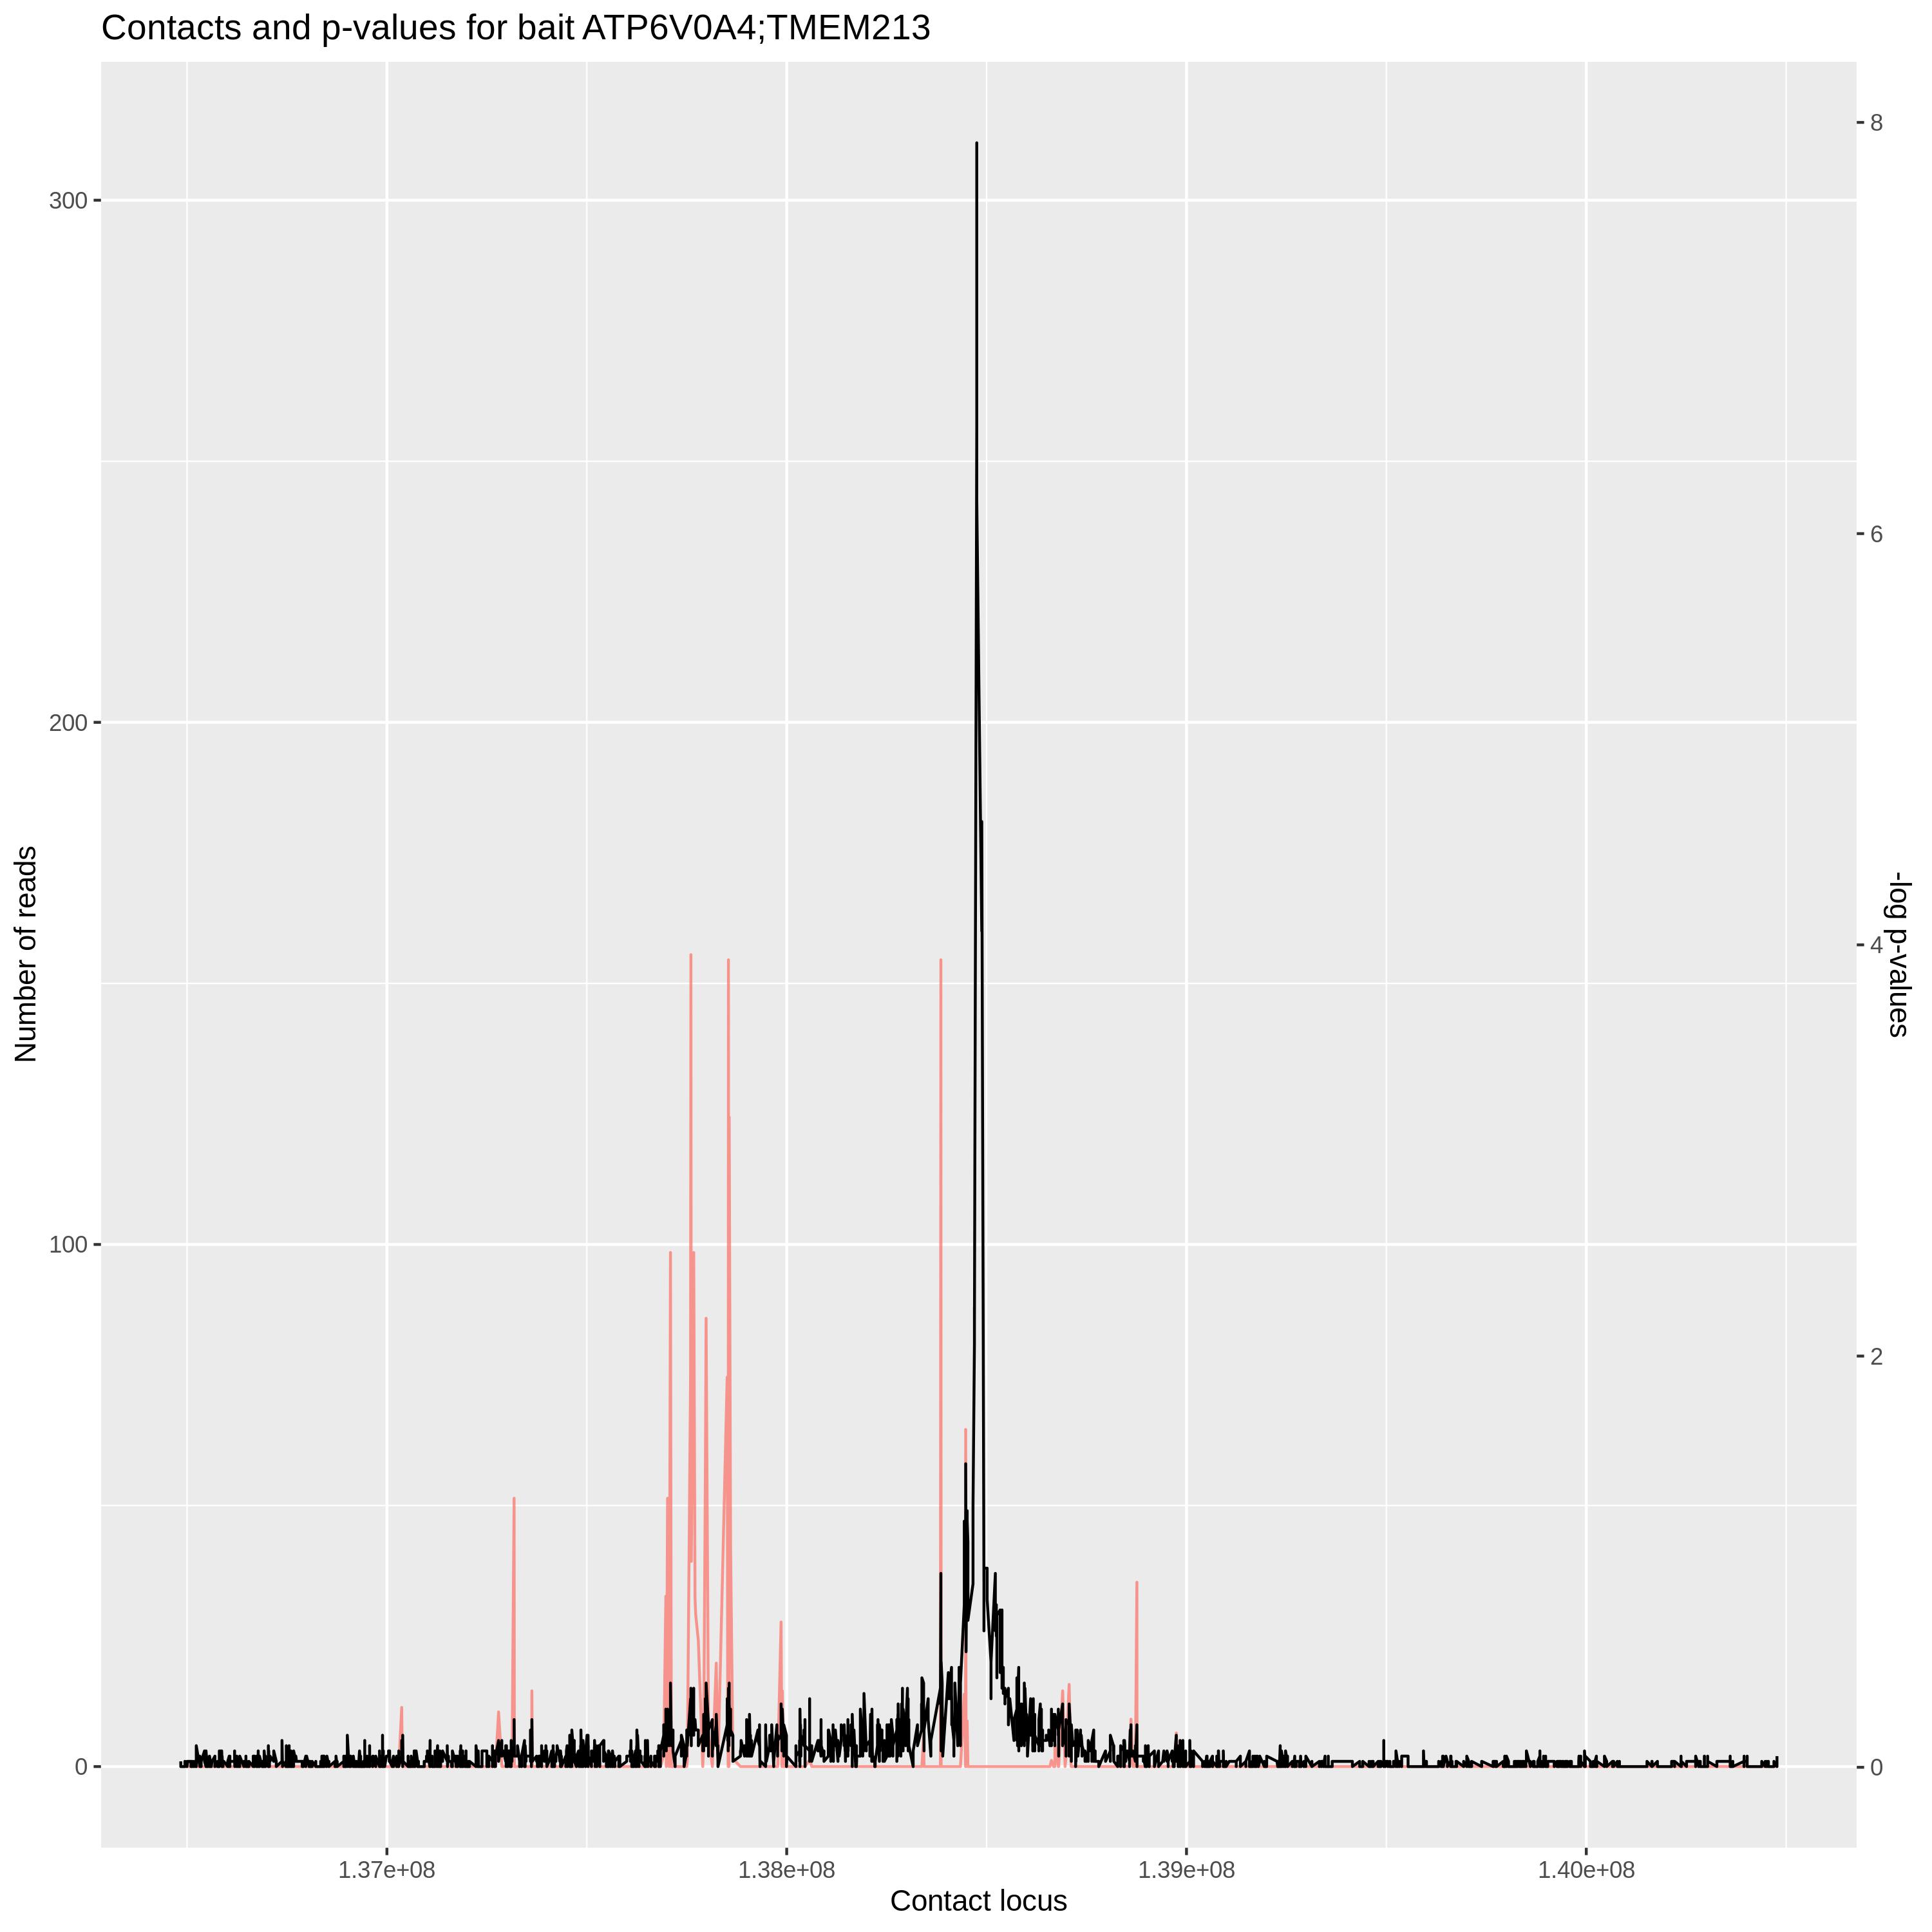 Contacts and p-values for bait ATP6V0A4;TMEM213
Number of reads
300
200
100
0
8
6
4
2
0
-log p-values
1.37e+08
1.38e+08
1.39e+08
1.40e+08
Contact locus